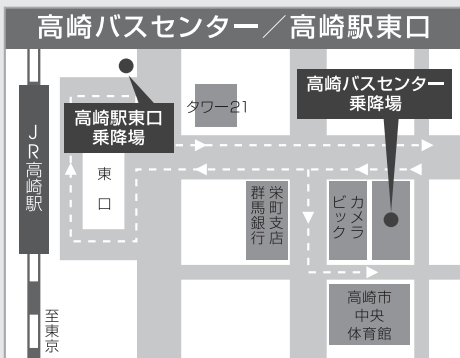 高崎バスセンター／高崎駅東口
高崎バスセンター
乗降場
タワー21
高崎駅東口
乗降場
JR高崎駅
東口
群馬銀行
栄町支店
ビック
カメラ
高崎市
中央
体育館
至東京